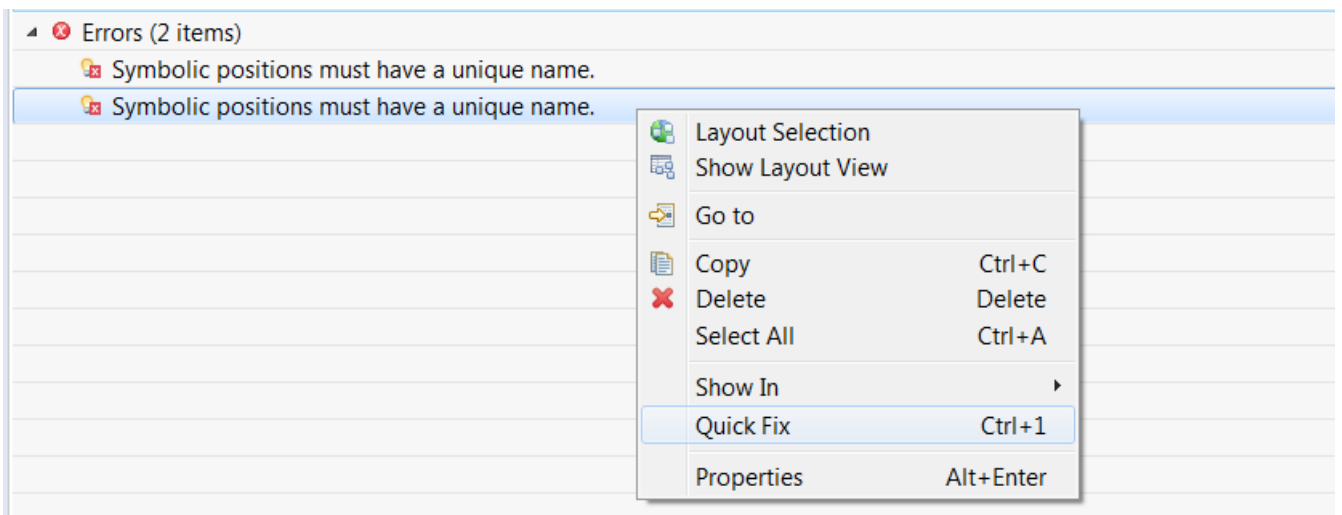 Errors (2 items)
Symbolic positions must have a unique name.
Symbolic positions must have a unique name.
Layout Selection
Show Layout View
Go to
Copy Ctrl+C
Delete Delete
Select All Ctrl+A
Show In
Quick Fix Ctrl+1
Properties Alt+Enter